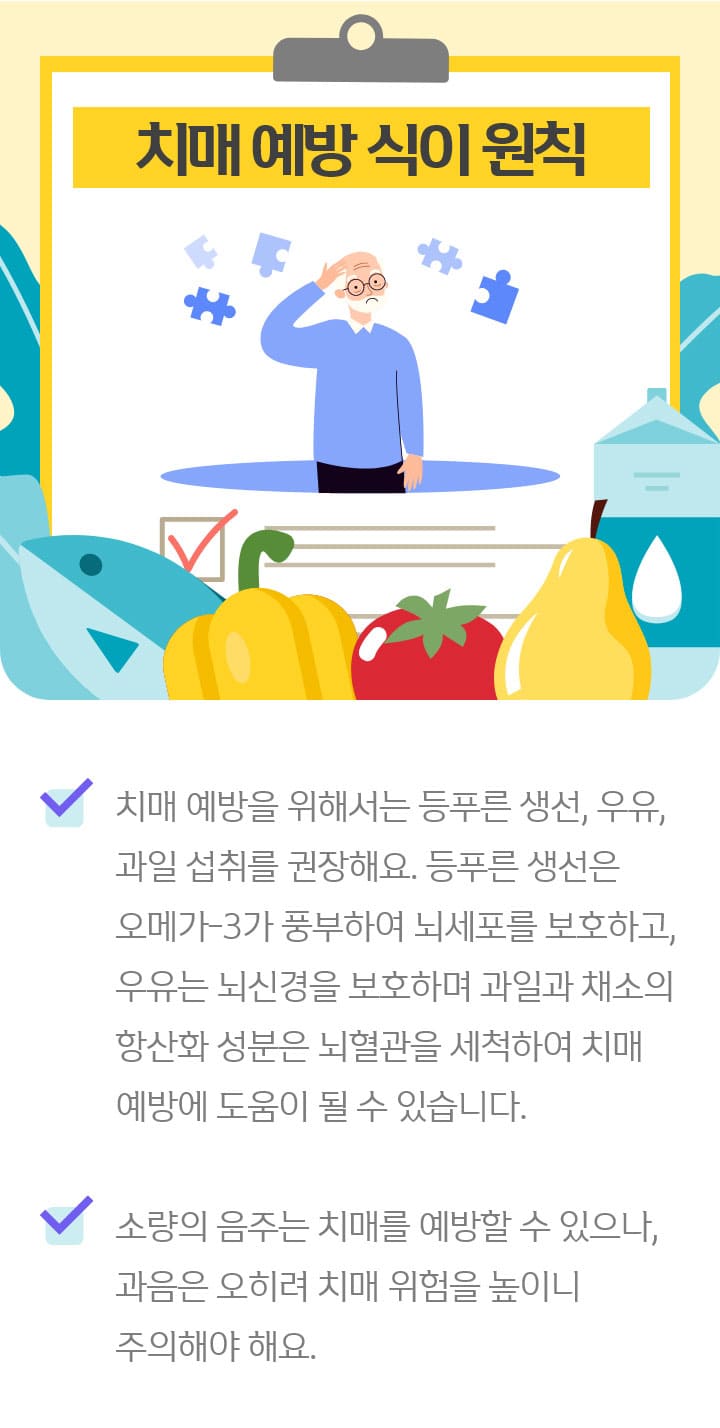 치매 예방 식이 원칙
치매 예방을 위해서는 등푸른 생선, 우유,
과일 섭취를 권장해요. 등푸른 생선은
오메가-3가 풍부하여 뇌세포를 보호하고,
우유는 뇌신경을 보호하며 과일과 채소의
항산화 성분은 뇌혈관을 세척하여 치매
예방에 도움이 될 수 있습니다.
소량의 음주는 치매를 예방할 수 있으나,
과음은 오히려 치매 위험을 높이니
주의해야 해요.